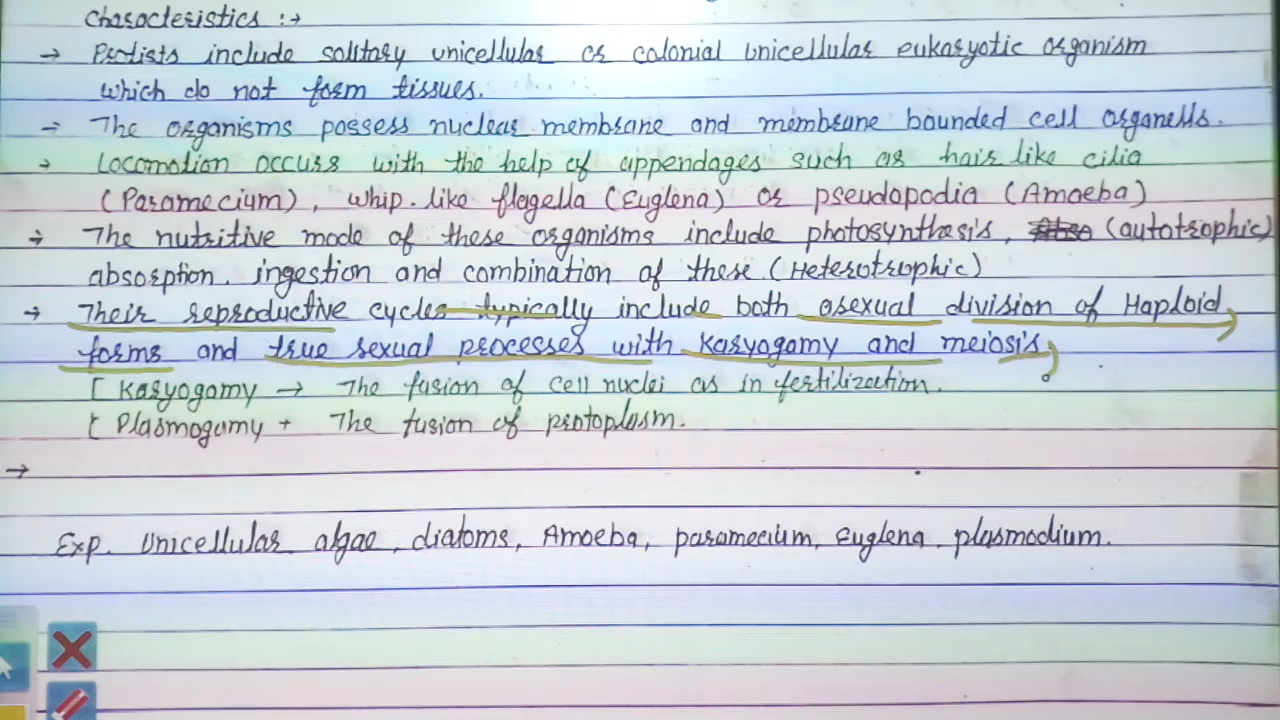 Characteristics :→
→ Protists include solitary unicellular or colonial unicellular eukaryotic organism
which do not form tissues.
→ The organisms possess nuclear membrane and membrane bounded cell organells.
→ Locomotion occurs with the help of appendages such as hair like cilia
(Paramecium), whip-like flagella (Euglena) or pseudopodia (Amoeba)
→ The nutritive mode of these organisms include photosynthesis, (autotrophic)
absorption, ingestion and combination of these (Heterotrophic)
→ Their reproductive cycles typically include both asexual division of Haploid
forms and true sexual processes with Karyogamy and meiosis,
[ Karyogamy → The fusion of cell nuclei as in fertilization.
[ Plasmogamy → The fusion of protoplasm.
→
Exp. Unicellular algae, diatoms, Amoeba, paramecium, Euglena, plasmodium.